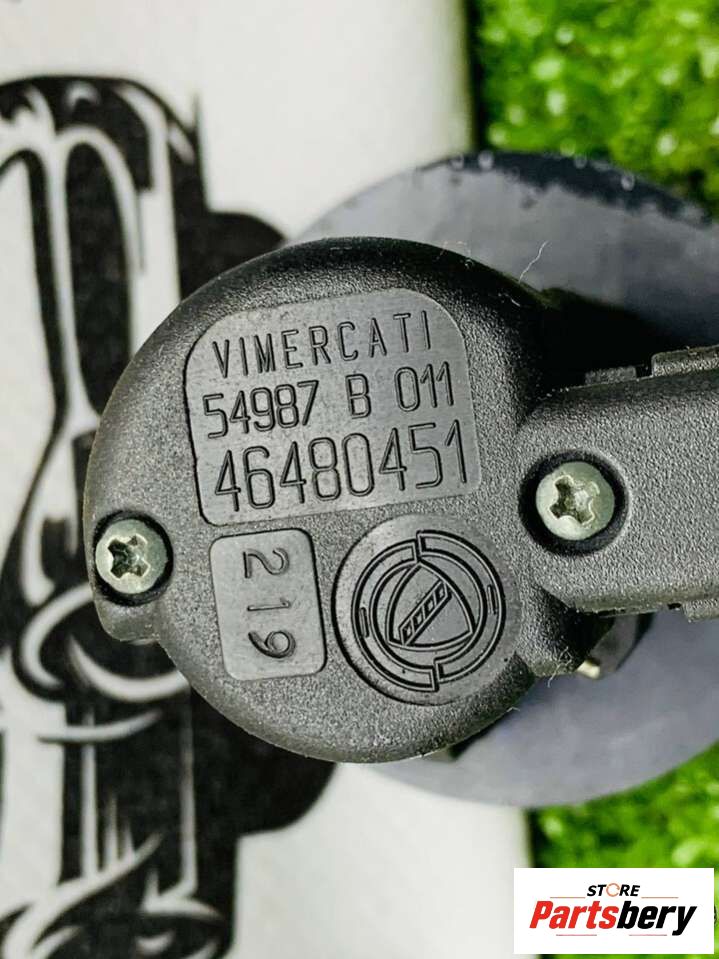 VIMERCATI
54987 B 011
46480451
219
STORE
Partsbery